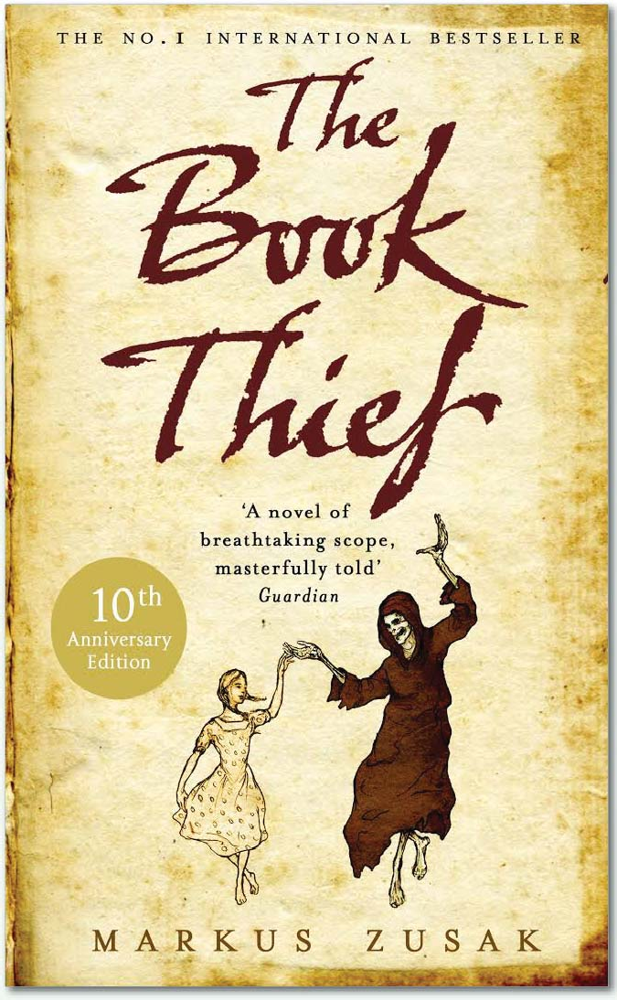 THE NO.1 INTERNATIONAL BESTSELLER
The
Book
Thief
‘A novel of
breathtaking scope,
masterfully told’
Guardian
10th
Anniversary
Edition
MARKUS ZUSAK